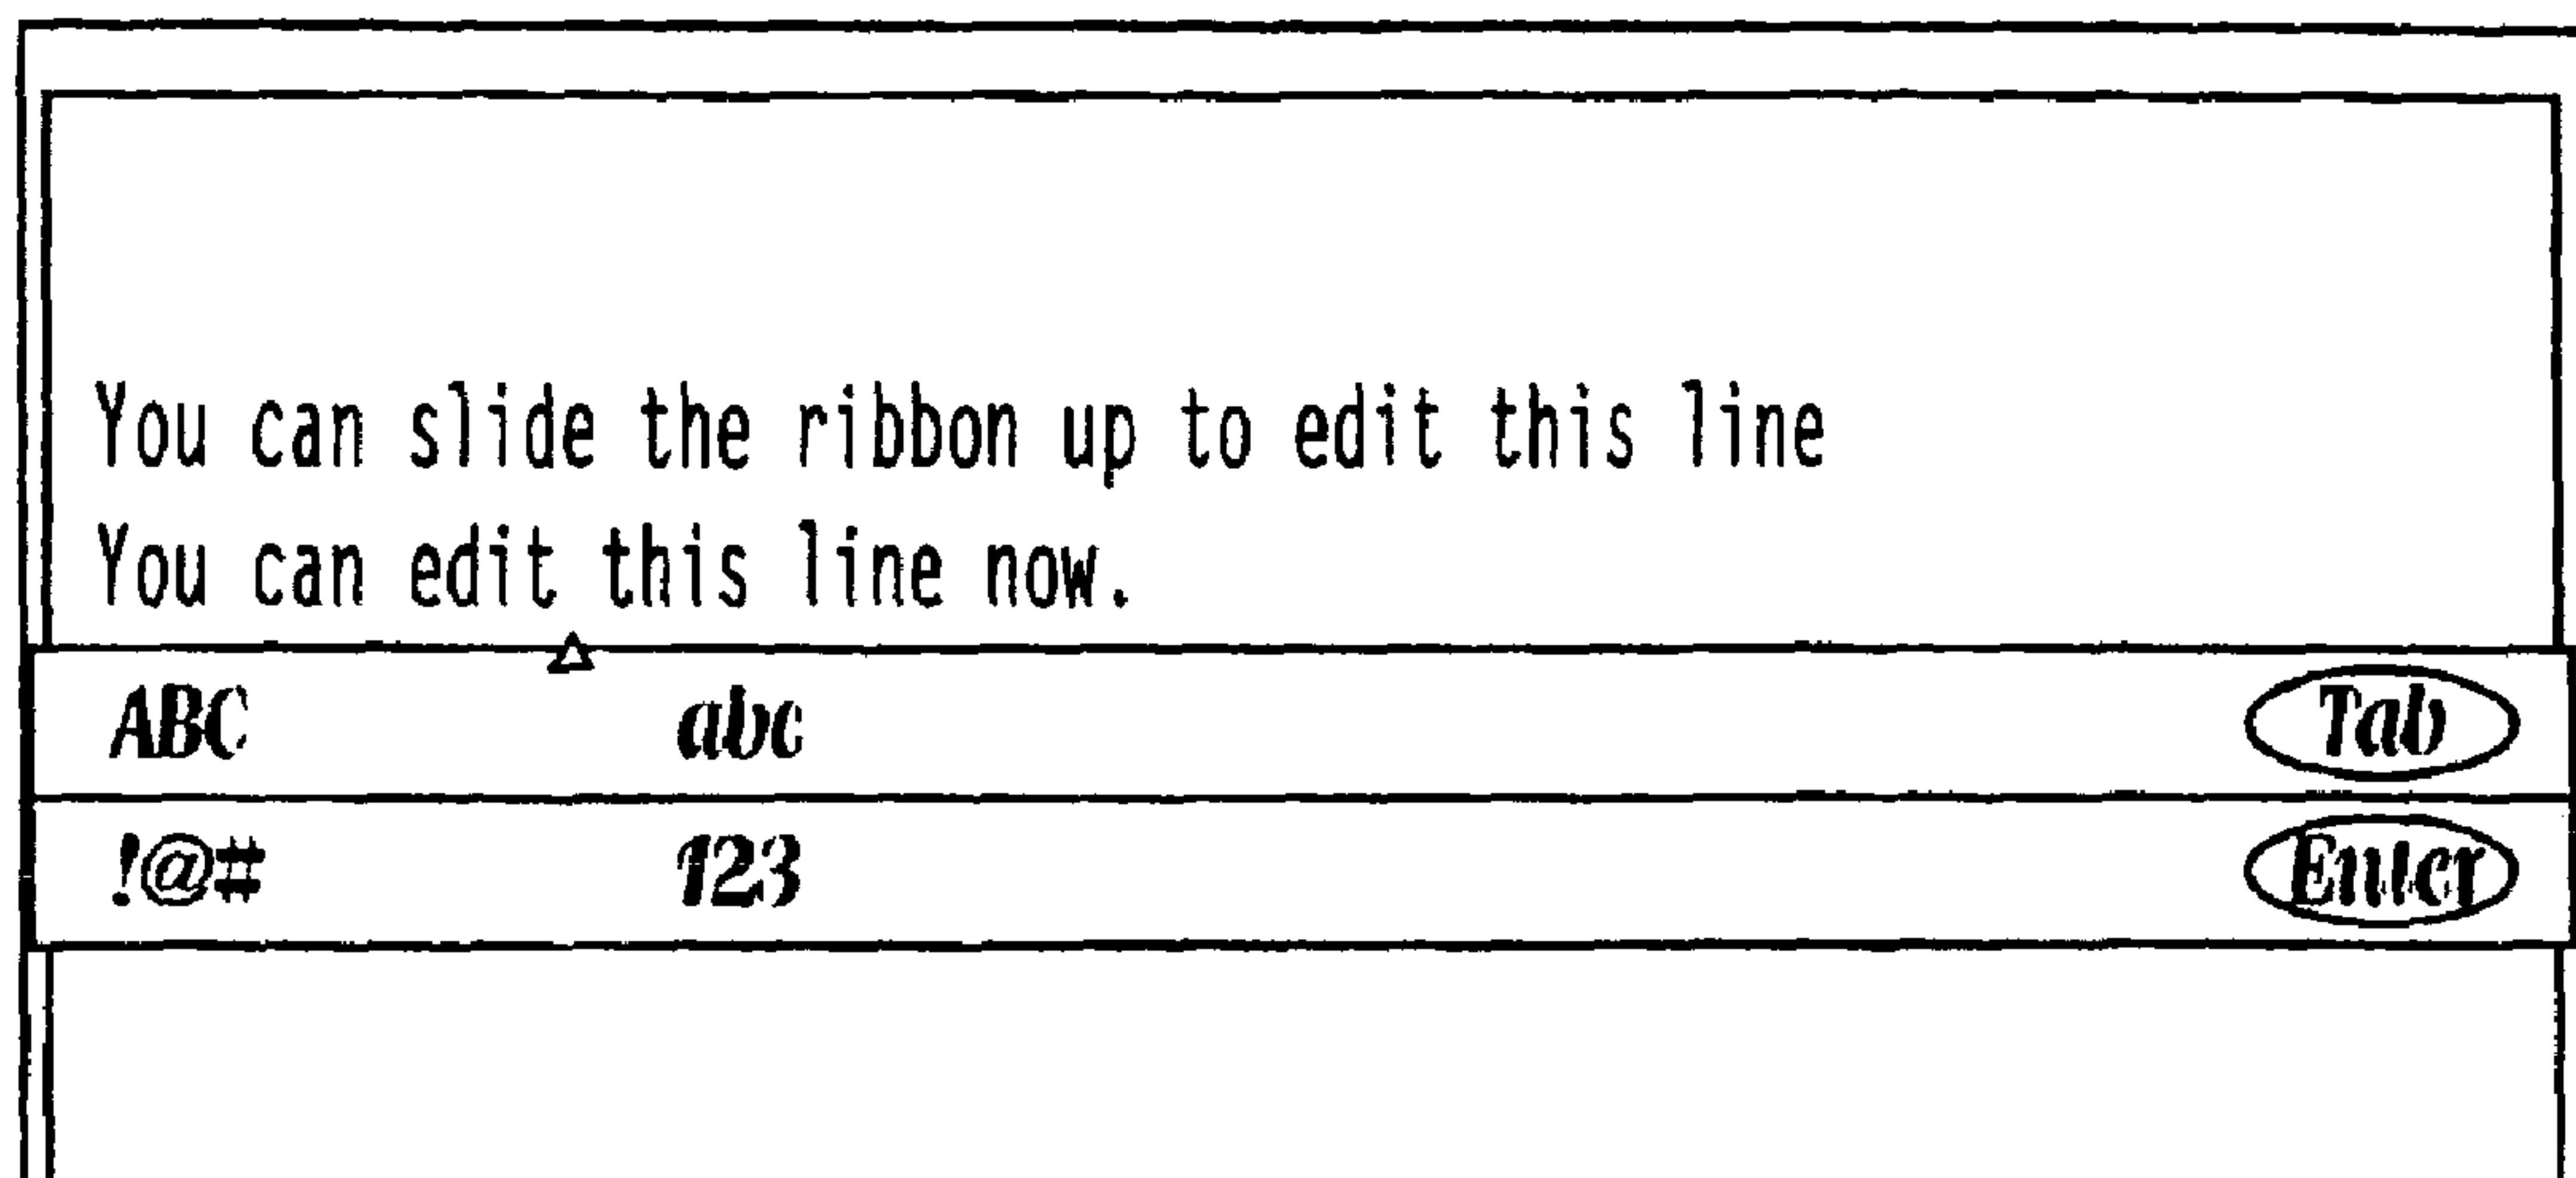 You can slide the ribbon up to edit this line
You can edit this line now.
ABC abc Tab
!@# 123 Enter